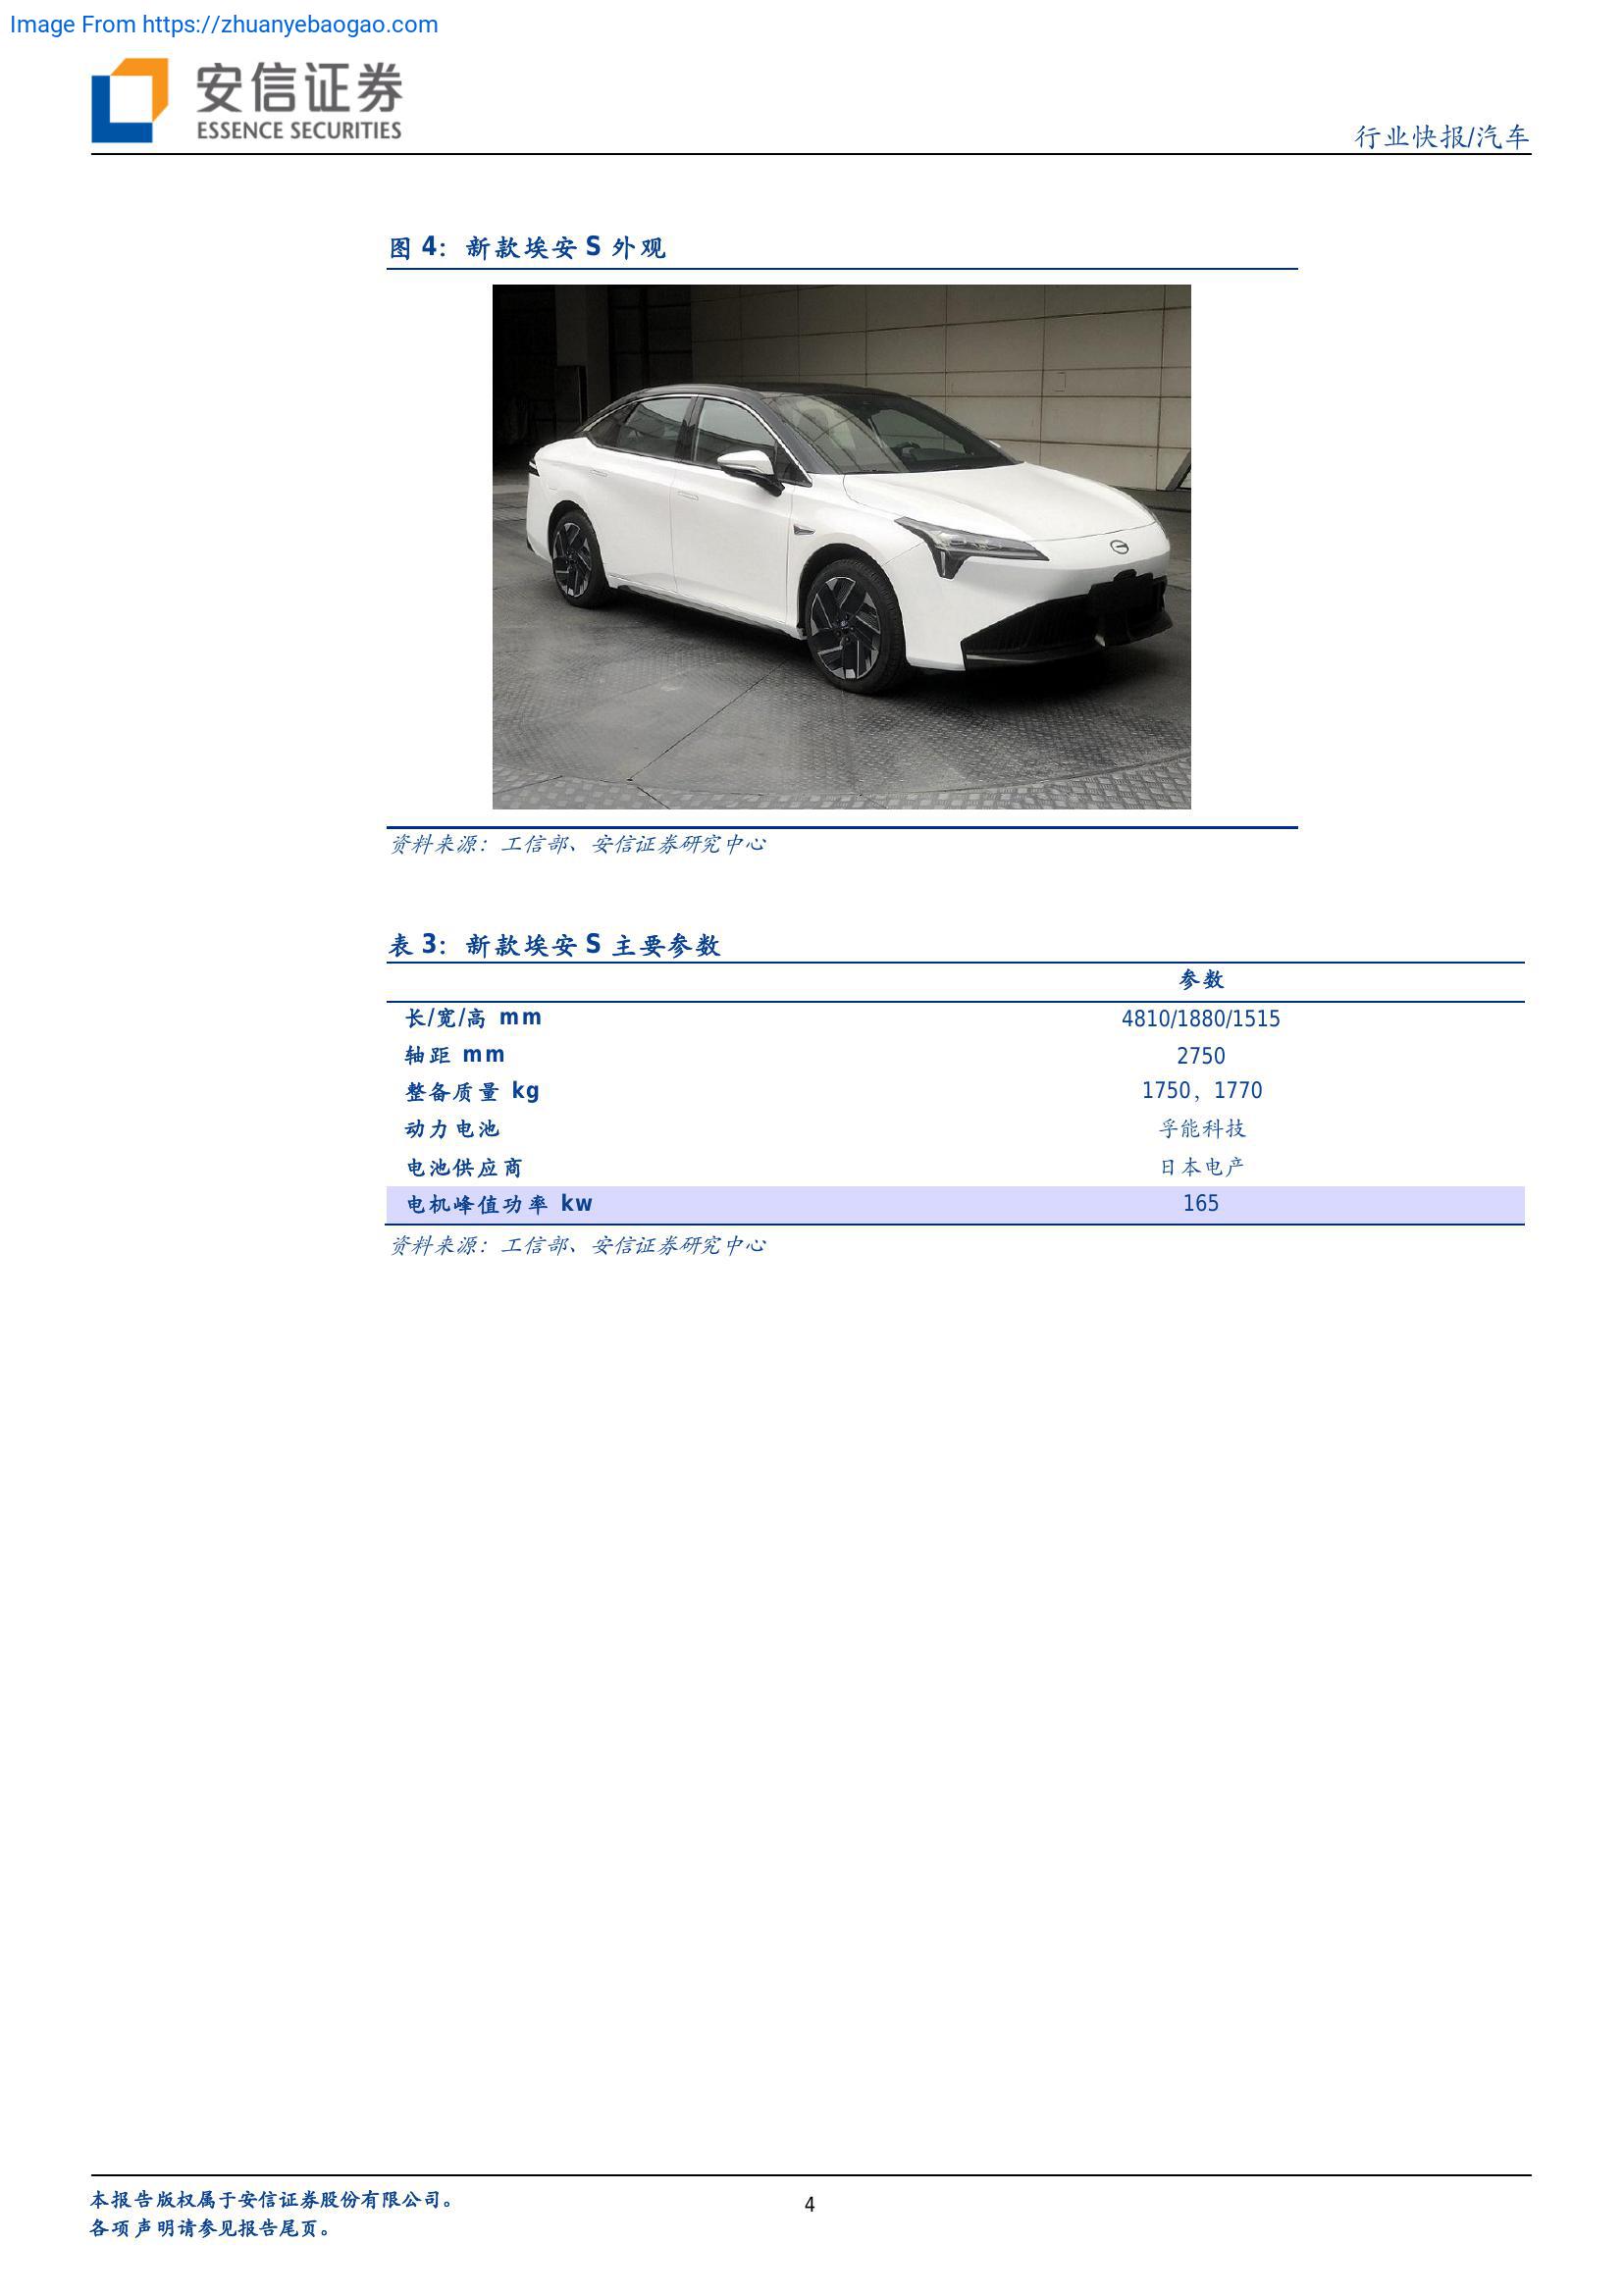 Image From https://zhuanyebaogao.com
安信证券
ESSENCE SECURITIES
行业快报/汽车
图 4：新款埃安 S 外观
资料来源：工信部、安信证券研究中心
表 3：新款埃安 S 主要参数
参数
长/宽/高 mm 4810/1880/1515
轴距 mm 2750
整备质量 kg 1750，1770
动力电池 孚能科技
电池供应商 日本电产
电机峰值功率 kw 165
资料来源：工信部、安信证券研究中心
本报告版权属于安信证券股份有限公司。
4
各项声明请参见报告尾页。